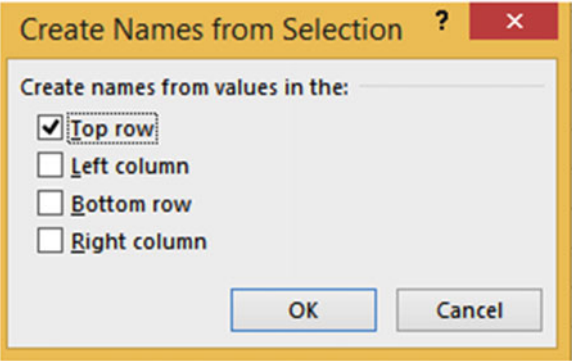 Create Names from Selection ? ×
Create names from values in the:
Top row
Left column
Bottom row
Right column
OK Cancel